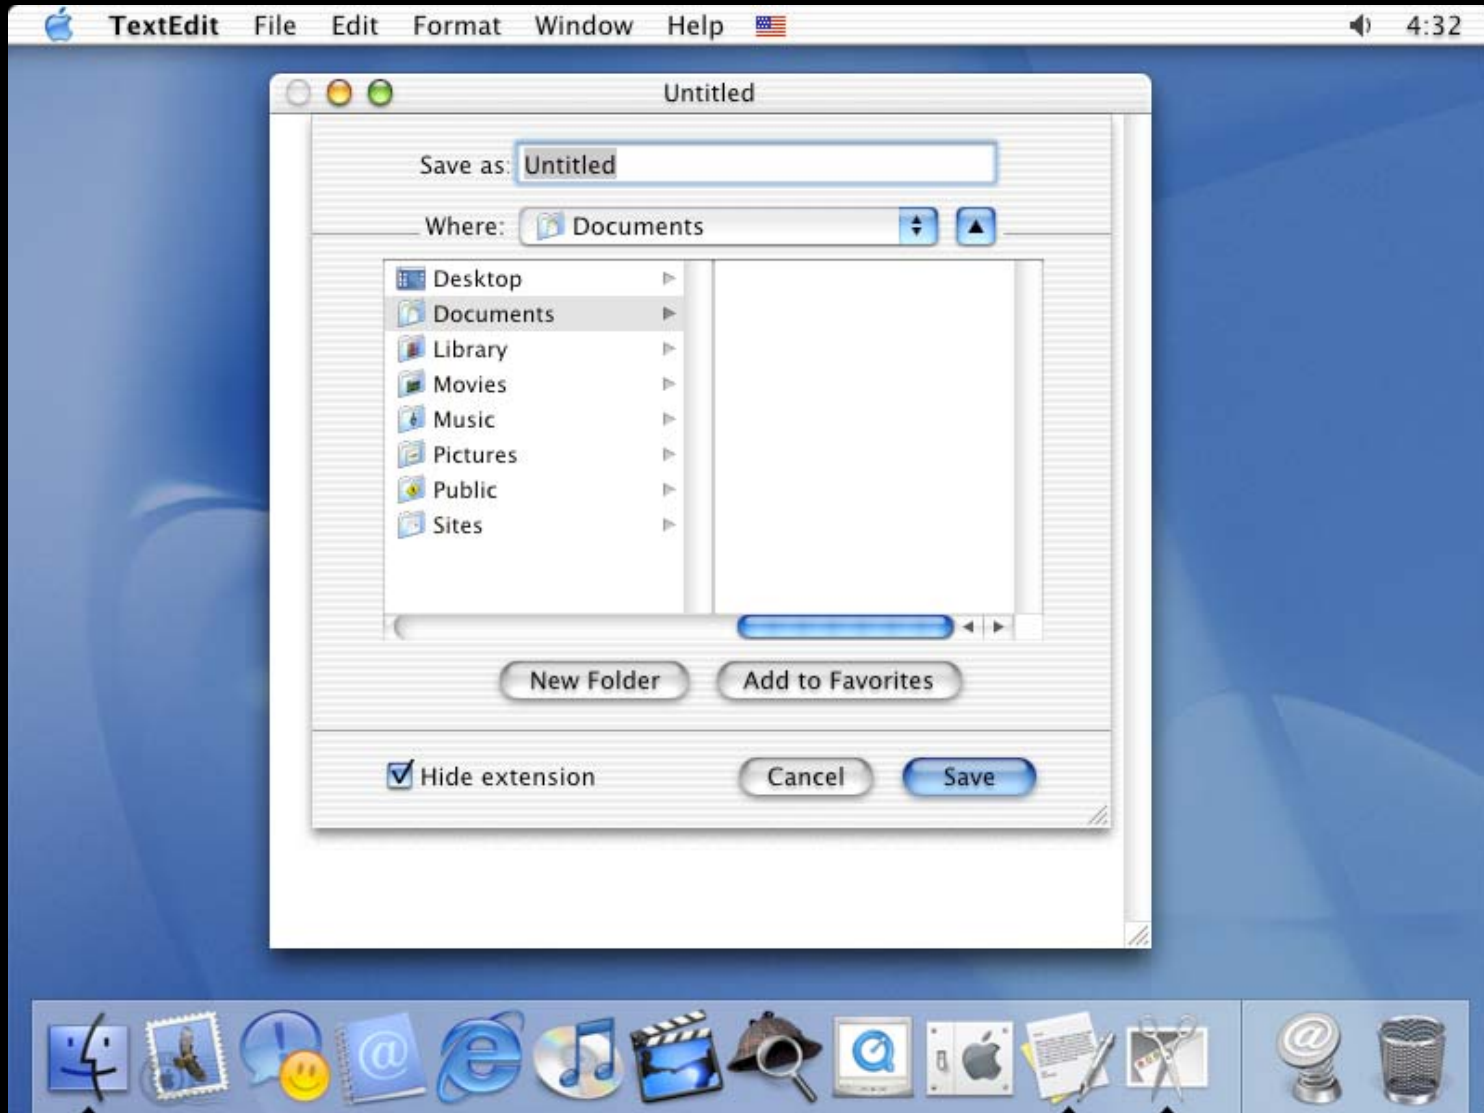 TextEdit File Edit Format Window Help 4:32
Untitled
Save as: Untitled
Where: Documents
Desktop
Documents
Library
Movies
Music
Pictures
Public
Sites
New Folder Add to Favorites
Hide extension Cancel Save